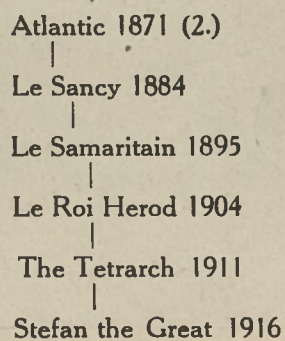 Atlantic 1871 (2.)
Le Sancy 1884
Le Samaritain 1895
Le Roi Herod 1904
The Tetrarch 1911
Stefan the Great 1916